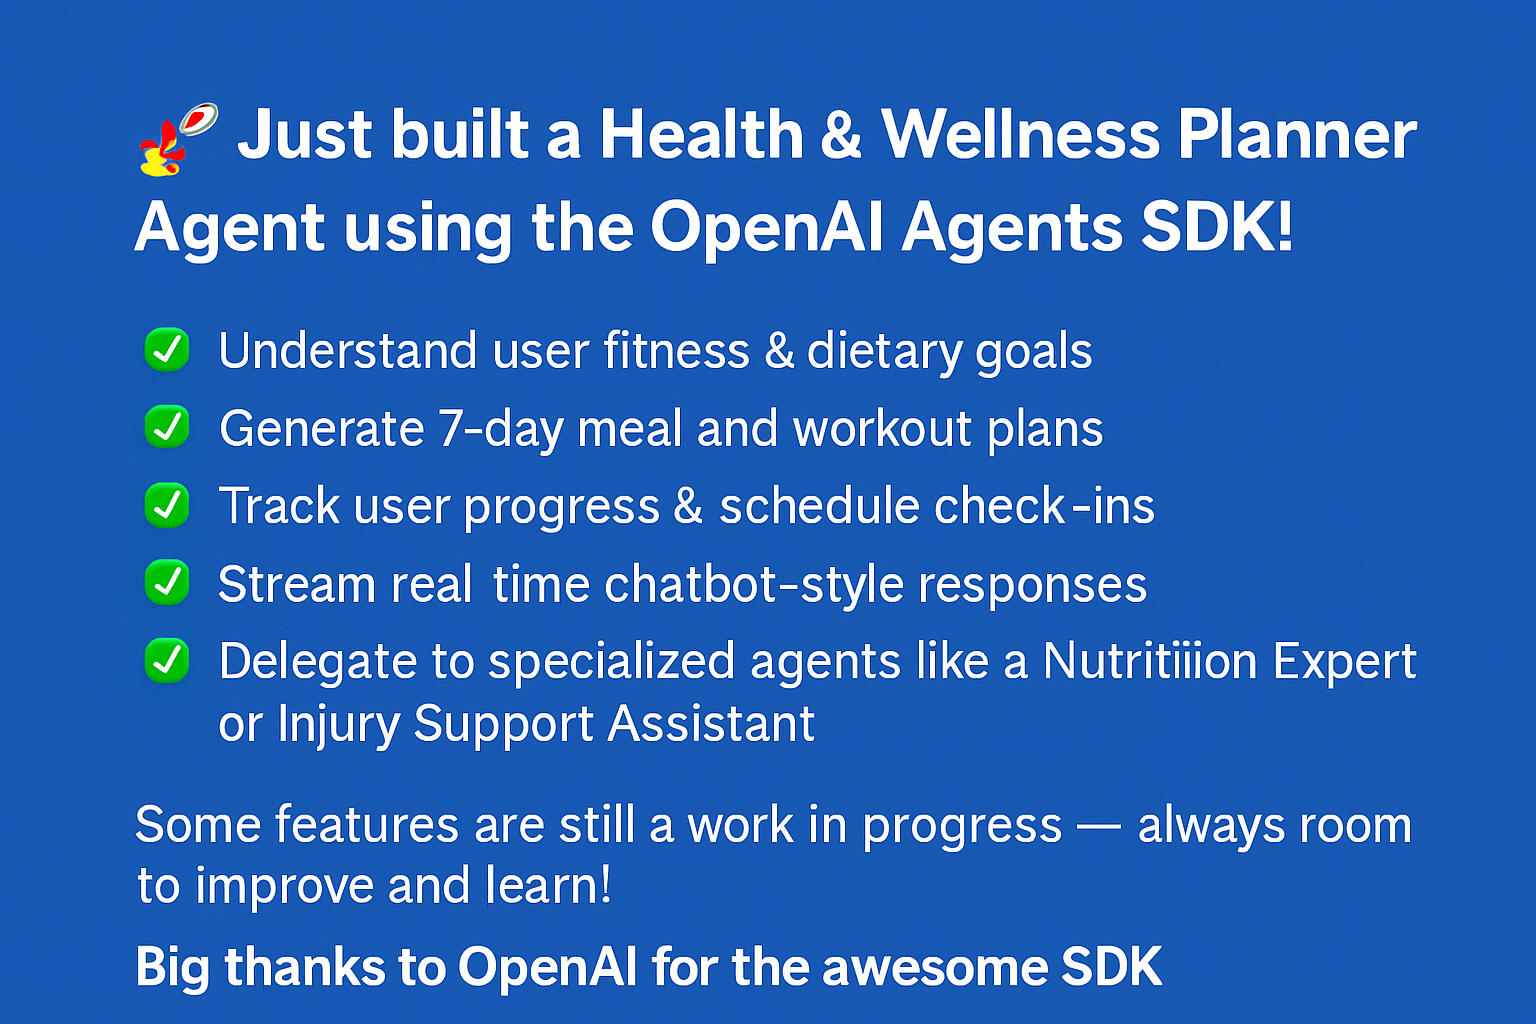 Just built a Health & Wellness Planner
Agent using the OpenAI Agents SDK!
Understand user fitness & dietary goals
Generate 7-day meal and workout plans
Track user progress & schedule check-ins
Stream real time chatbot-style responses
Delegate to specialized agents like a Nutritiiion Expert
or Injury Support Assistant
Some features are still a work in progress — always room
to improve and learn!
Big thanks to OpenAI for the awesome SDK